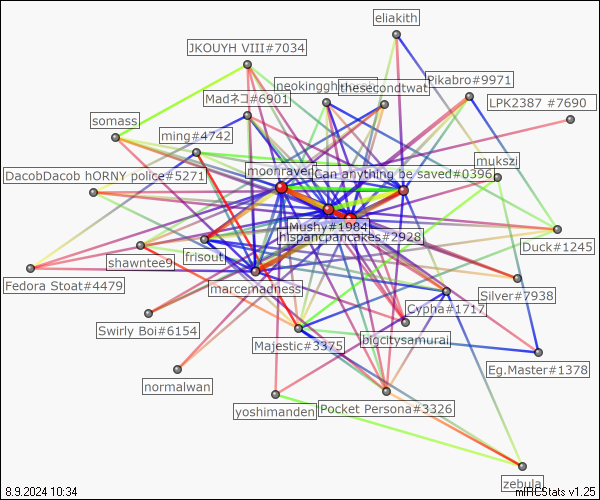 eliakith
JKOUYH VIII#7034
neokinggh
thesecondtwat
Pikabro#9971
Madネコ#6901
LPK2387 #7690
somass
ming#4742
mukszi
DacobDacob hORNY police#5271
moonraven
Can anything be saved#0396
Mushy#1984
hispancpancakes#2928
Duck#1245
frisout
shawntee9
Fedora Stoat#4479
marcemadness
Silver#7938
Cypha#1717
Swirly Boi#6154
Majestic#3375
bigcitysamurai
Eg.Master#1378
normalwan
yoshimanden
Pocket Persona#3326
zebula
8.9.2024 10:34
mIRCStats v1.25